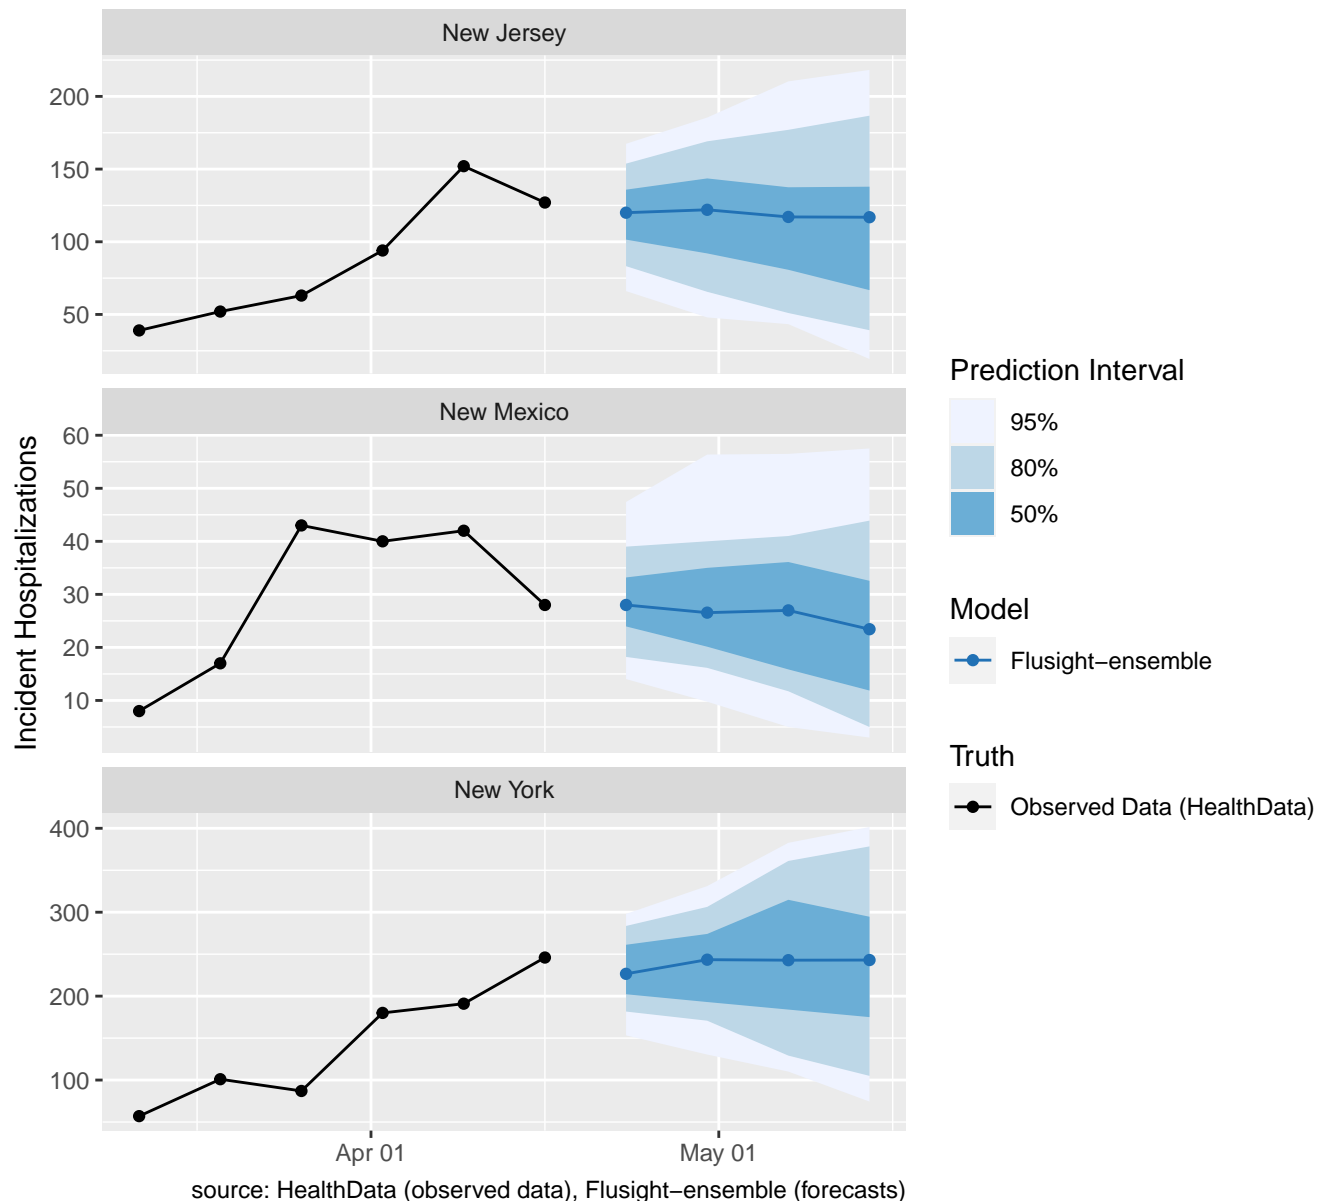 New Jersey
200
150
100
50
New Mexico
60
50
40
30
20
10
New York
400
300
200
100
Apr 01
May 01
Incident Hospitalizations
source: HealthData (observed data), Flusight−ensemble (forecasts)
Prediction Interval
95%
80%
50%
Model
Flusight−ensemble
Truth
Observed Data (HealthData)